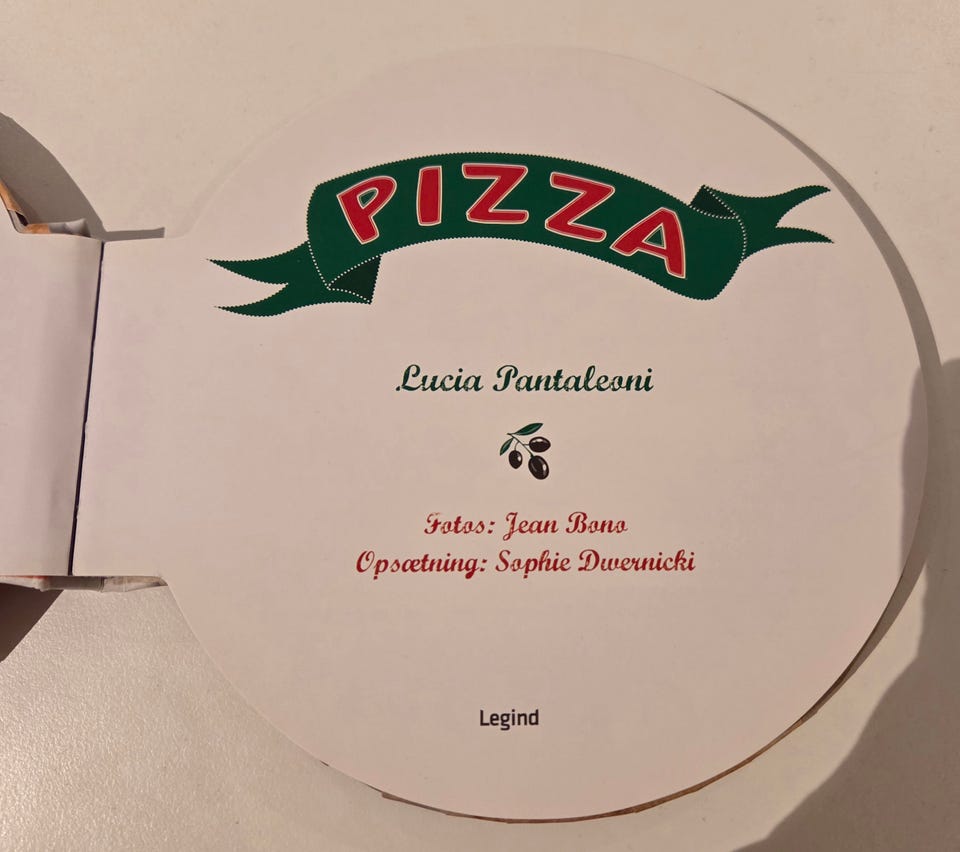 PIZZA
Lucia Pantaleoni
Fotos: Jean Bono
Opsætning: Sophie Dwernicki
Legind